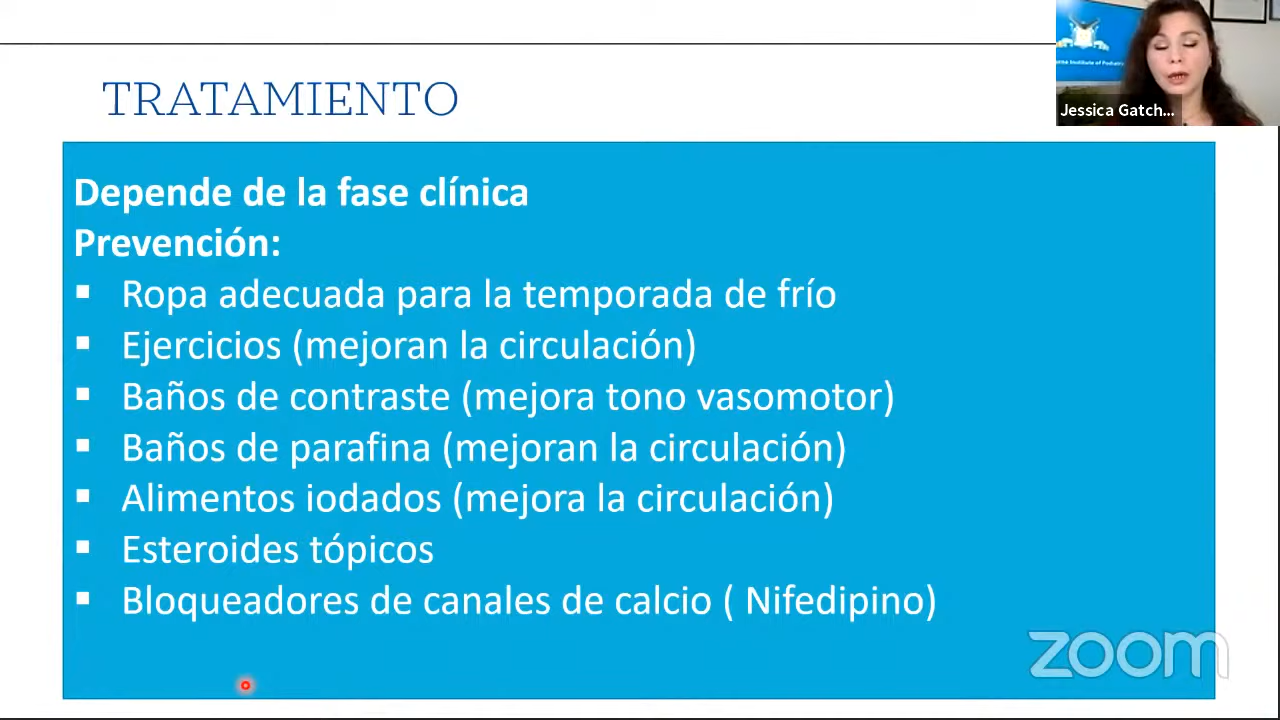 TRATAMIENTO
Jessica Gatch...
Depende de la fase clínica
Prevención:
▪ Ropa adecuada para la temporada de frío
▪ Ejercicios (mejoran la circulación)
▪ Baños de contraste (mejora tono vasomotor)
▪ Baños de parafina (mejoran la circulación)
▪ Alimentos iodados (mejora la circulación)
▪ Esteroides tópicos
▪ Bloqueadores de canales de calcio ( Nifedipino)
zoom